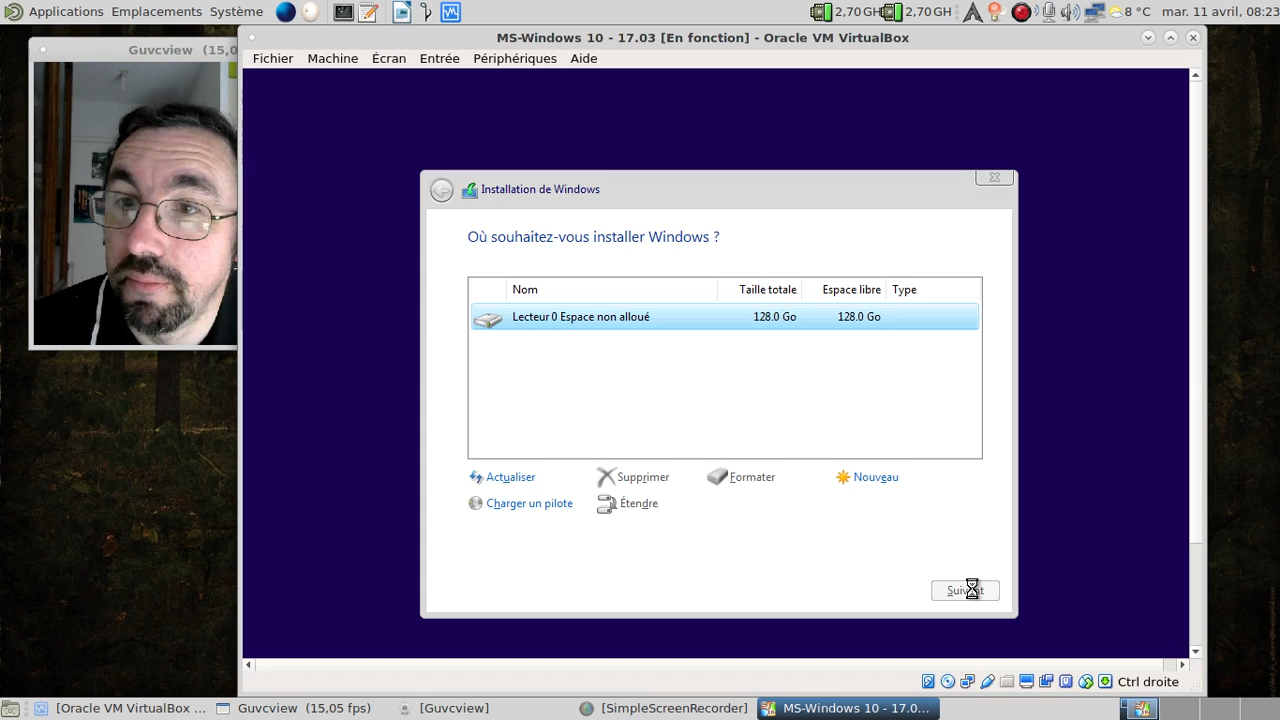 Applications Emplacements Système
2,70 GH 2,70 GH 8 °C mar. 11 avril, 08:23
Guvcview (15,0
MS-Windows 10 - 17.03 [En fonction] - Oracle VM VirtualBox
Fichier Machine Écran Entrée Périphériques Aide
Installation de Windows
Où souhaitez-vous installer Windows ?
Nom Taille totale Espace libre Type
Lecteur 0 Espace non alloué 128.0 Go 128.0 Go
Actualiser Supprimer Formater Nouveau
Charger un pilote Étendre
Suivant
Ctrl droite
[Oracle VM VirtualBox ... Guvcview (15,05 fps) [Guvcview] [SimpleScreenRecorder] MS-Windows 10 - 17.0...